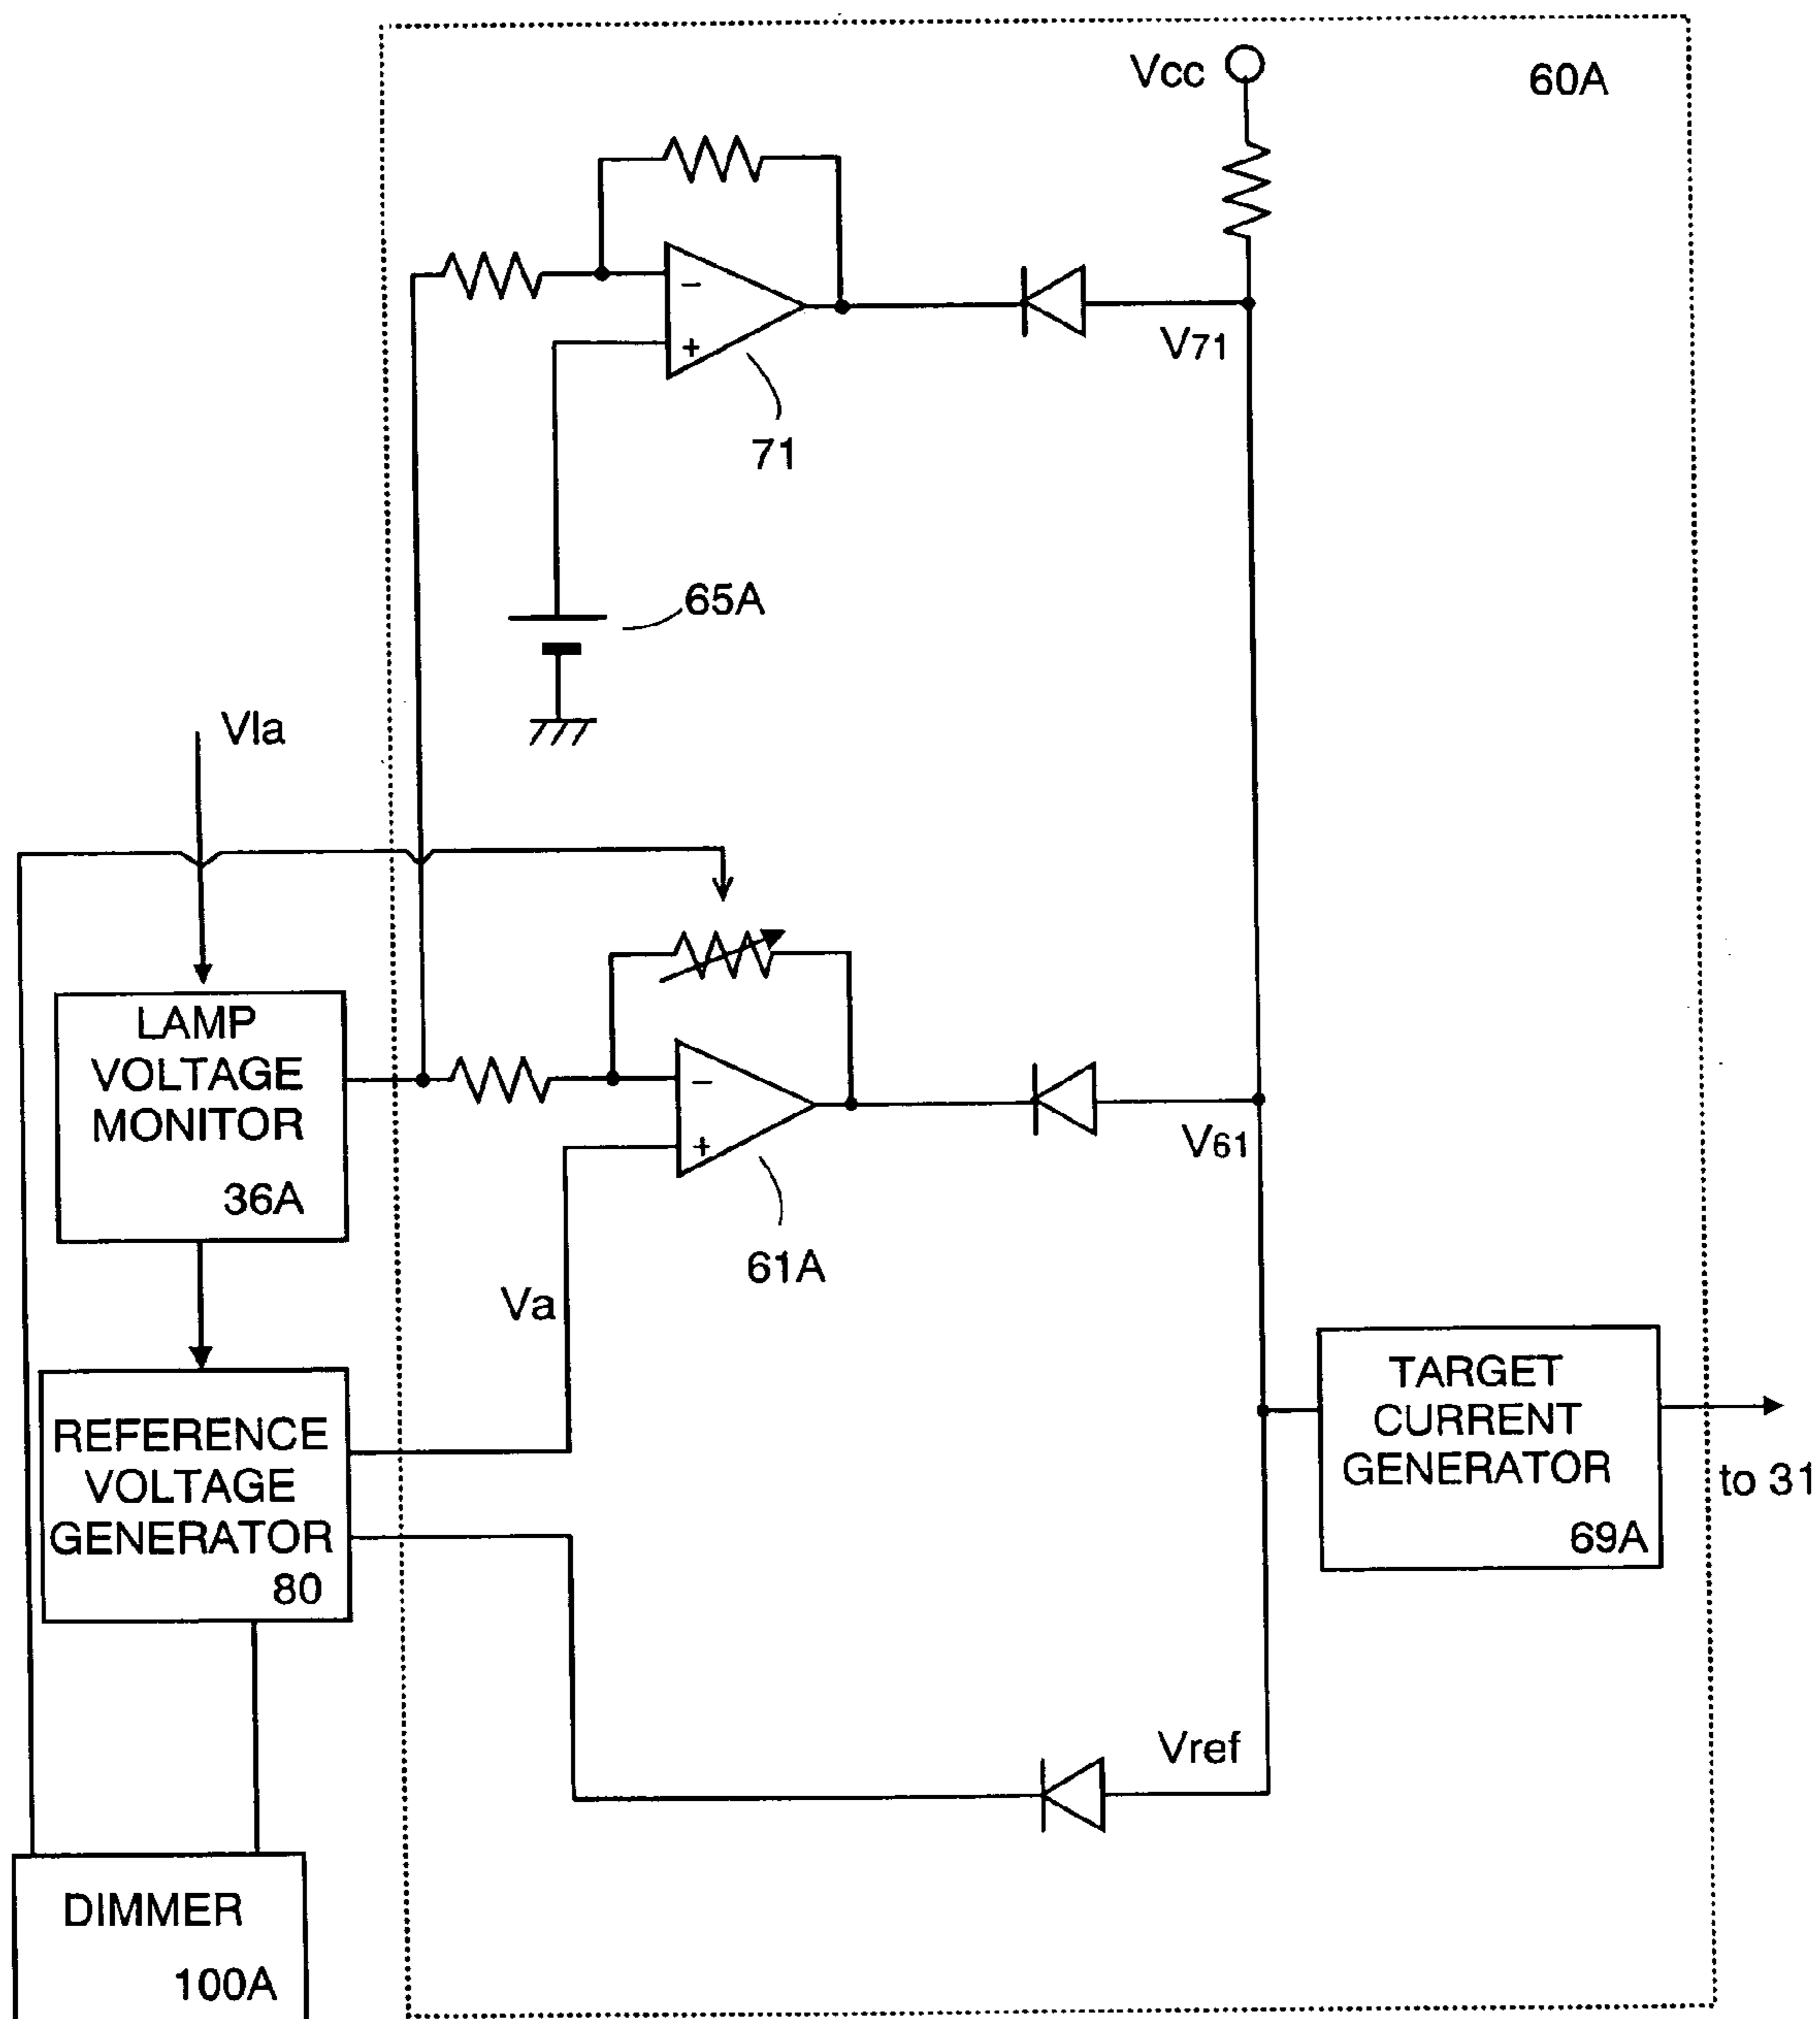 Vcc
60A
−
+
V71
71
65A
Vla
LAMP
VOLTAGE
MONITOR
36A
−
+
V61
61A
Va
REFERENCE
VOLTAGE
GENERATOR
80
TARGET
CURRENT
GENERATOR
69A
to 31
Vref
DIMMER
100A